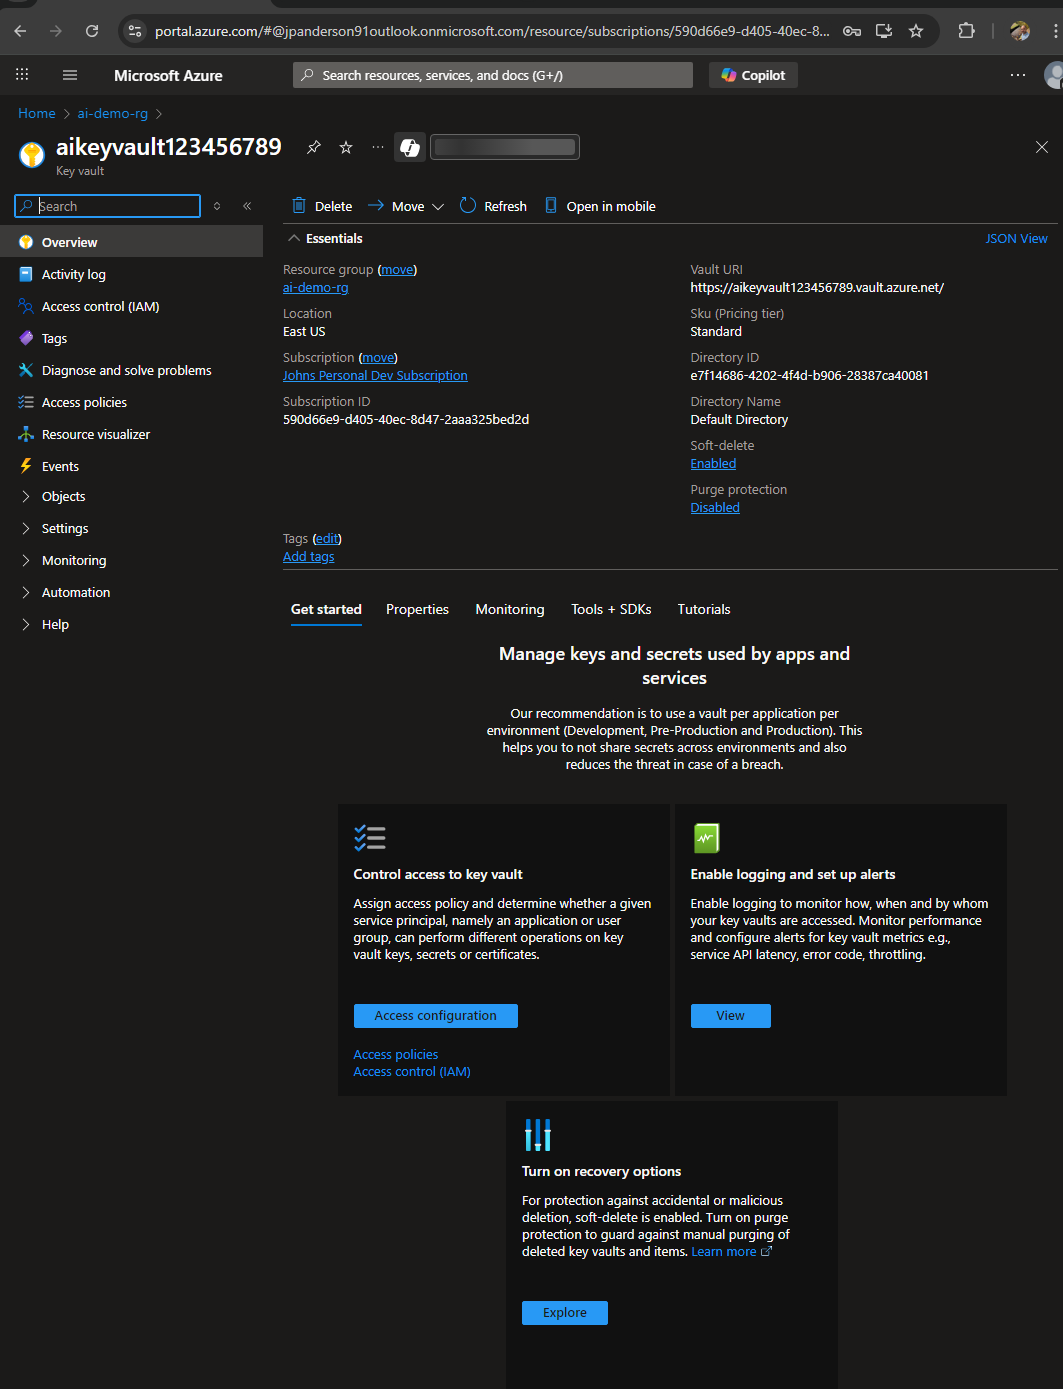 portal.azure.com/#@jpanderson91outlook.onmicrosoft.com/resource/subscriptions/590d66e9-d405-40ec-8...
Microsoft Azure
Search resources, services, and docs (G+/)
Copilot
Home > ai-demo-rg >
aikeyvault123456789
Key vault
Search
Overview
Activity log
Access control (IAM)
Tags
Diagnose and solve problems
Access policies
Resource visualizer
Events
Objects
Settings
Monitoring
Automation
Help
Delete Move Refresh Open in mobile
Essentials
JSON View
Resource group (move)
ai-demo-rg
Location
East US
Subscription (move)
Johns Personal Dev Subscription
Subscription ID
590d66e9-d405-40ec-8d47-2aaa325bed2d
Vault URI
https://aikeyvault123456789.vault.azure.net/
Sku (Pricing tier)
Standard
Directory ID
e7f14686-4202-4f4d-b906-28387ca40081
Directory Name
Default Directory
Soft-delete
Enabled
Purge protection
Disabled
Tags (edit)
Add tags
Get started Properties Monitoring Tools + SDKs Tutorials
Manage keys and secrets used by apps and
services
Our recommendation is to use a vault per application per
environment (Development, Pre-Production and Production). This
helps you to not share secrets across environments and also
reduces the threat in case of a breach.
Control access to key vault
Assign access policy and determine whether a given
service principal, namely an application or user
group, can perform different operations on key
vault keys, secrets or certificates.
Access configuration
Access policies
Access control (IAM)
Enable logging and set up alerts
Enable logging to monitor how, when and by whom
your key vaults are accessed. Monitor performance
and configure alerts for key vault metrics e.g.,
service API latency, error code, throttling.
View
Turn on recovery options
For protection against accidental or malicious
deletion, soft-delete is enabled. Turn on purge
protection to guard against manual purging of
deleted key vaults and items. Learn more
Explore